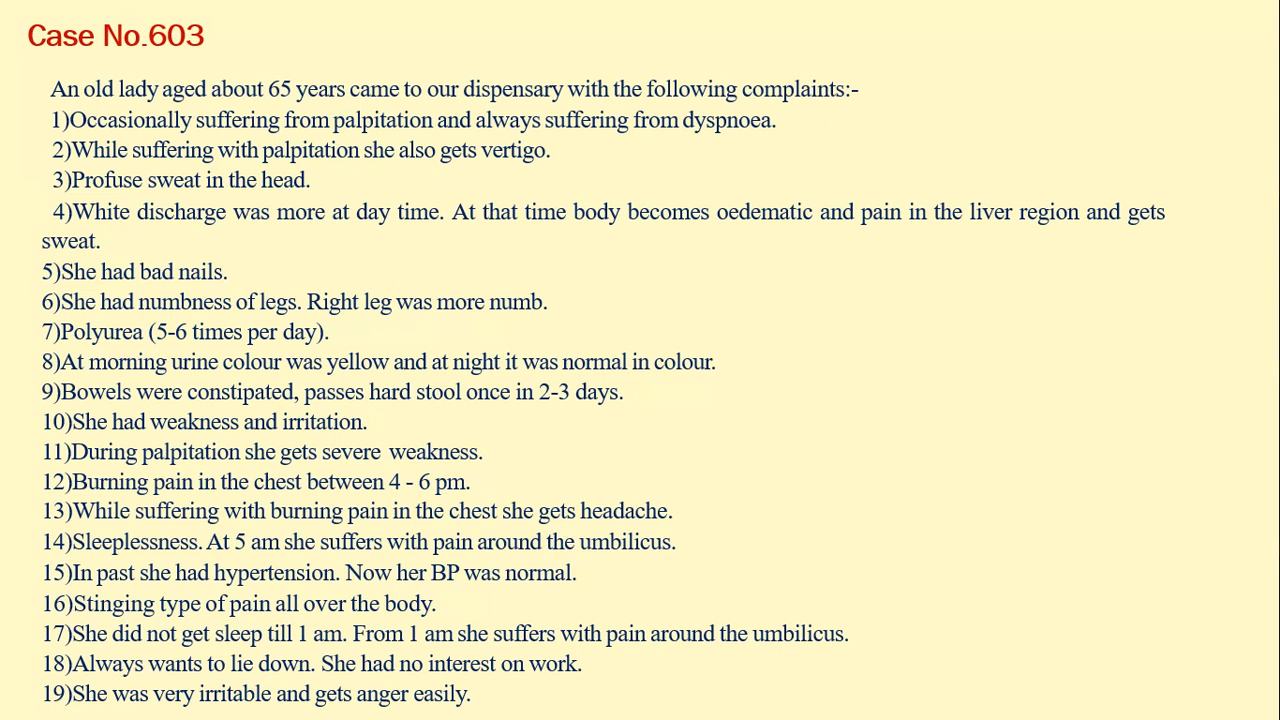 Case No.603
An old lady aged about 65 years came to our dispensary with the following complaints:-
1)Occasionally suffering from palpitation and always suffering from dyspnoea.
2)While suffering with palpitation she also gets vertigo.
3)Profuse sweat in the head.
4)White discharge was more at day time. At that time body becomes oedematic and pain in the liver region and gets
sweat.
5)She had bad nails.
6)She had numbness of legs. Right leg was more numb.
7)Polyurea (5-6 times per day).
8)At morning urine colour was yellow and at night it was normal in colour.
9)Bowels were constipated, passes hard stool once in 2-3 days.
10)She had weakness and irritation.
11)During palpitation she gets severe weakness.
12)Burning pain in the chest between 4 - 6 pm.
13)While suffering with burning pain in the chest she gets headache.
14)Sleeplessness. At 5 am she suffers with pain around the umbilicus.
15)In past she had hypertension. Now her BP was normal.
16)Stinging type of pain all over the body.
17)She did not get sleep till 1 am. From 1 am she suffers with pain around the umbilicus.
18)Always wants to lie down. She had no interest on work.
19)She was very irritable and gets anger easily.